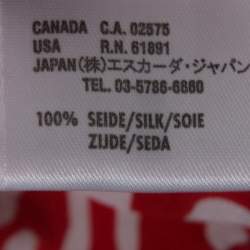 CANADA C.A. 02575
USA R.N. 61891
JAPAN(株)エスカーダ・ジャパン
TEL. 03-5786-6860
100% SEIDE/SILK/SOIE
ZIJDE/SEDA